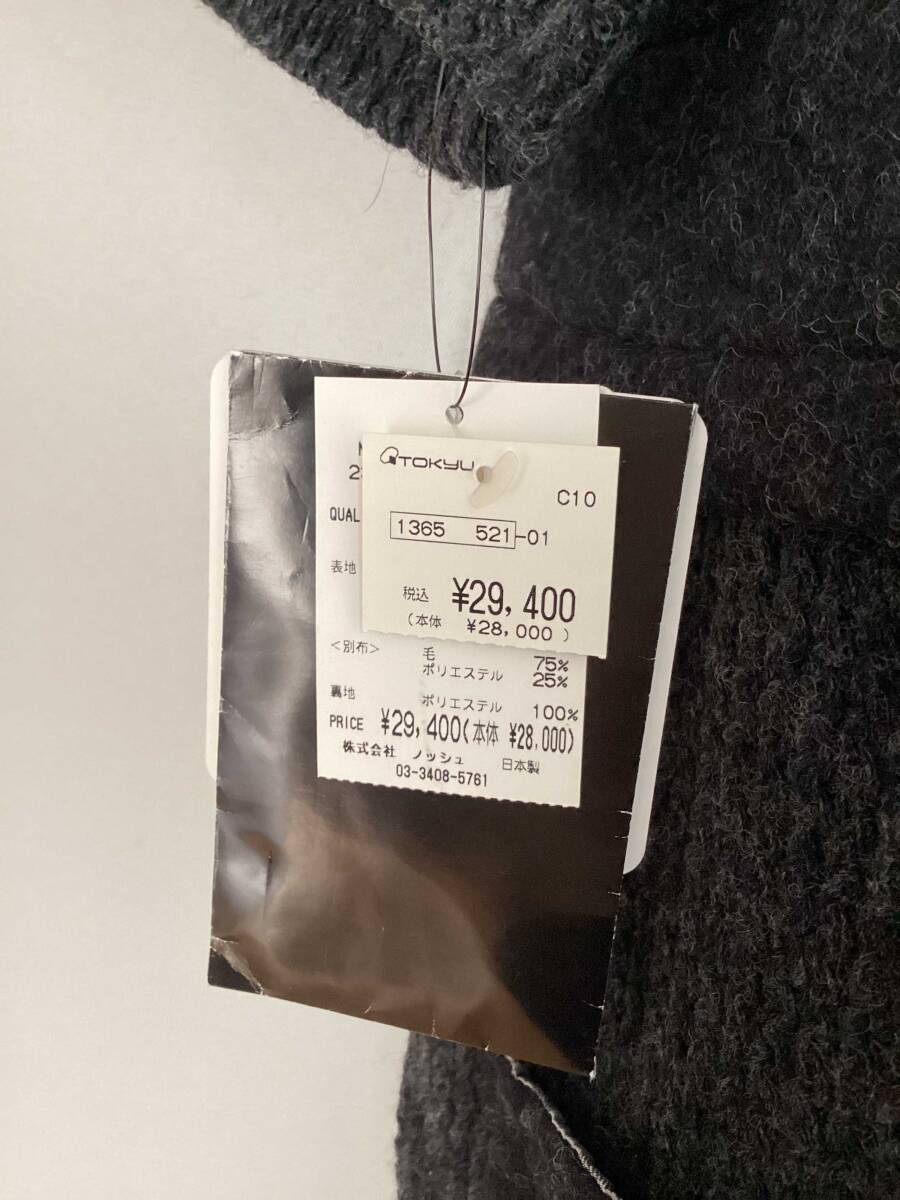 TOKYU
C10
1365 521-01
税込 ¥29,400
(本体 ¥28,000)
QUAL
表地
<別布> 毛 75%
ポリエステル 25%
裏地 ポリエステル 100%
PRICE ¥29,400(本体 ¥28,000)
株式会社 ノッシュ 日本製
03-3408-5761